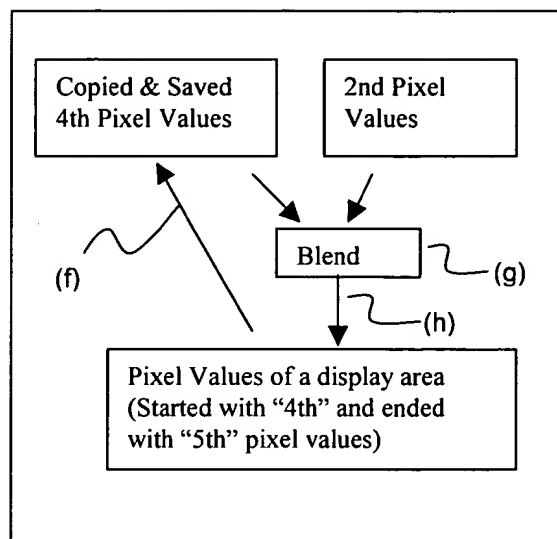 Copied & Saved
4th Pixel Values
2nd Pixel
Values
Blend
(g)
(f)
(h)
Pixel Values of a display area
(Started with “4th” and ended
with “5th” pixel values)